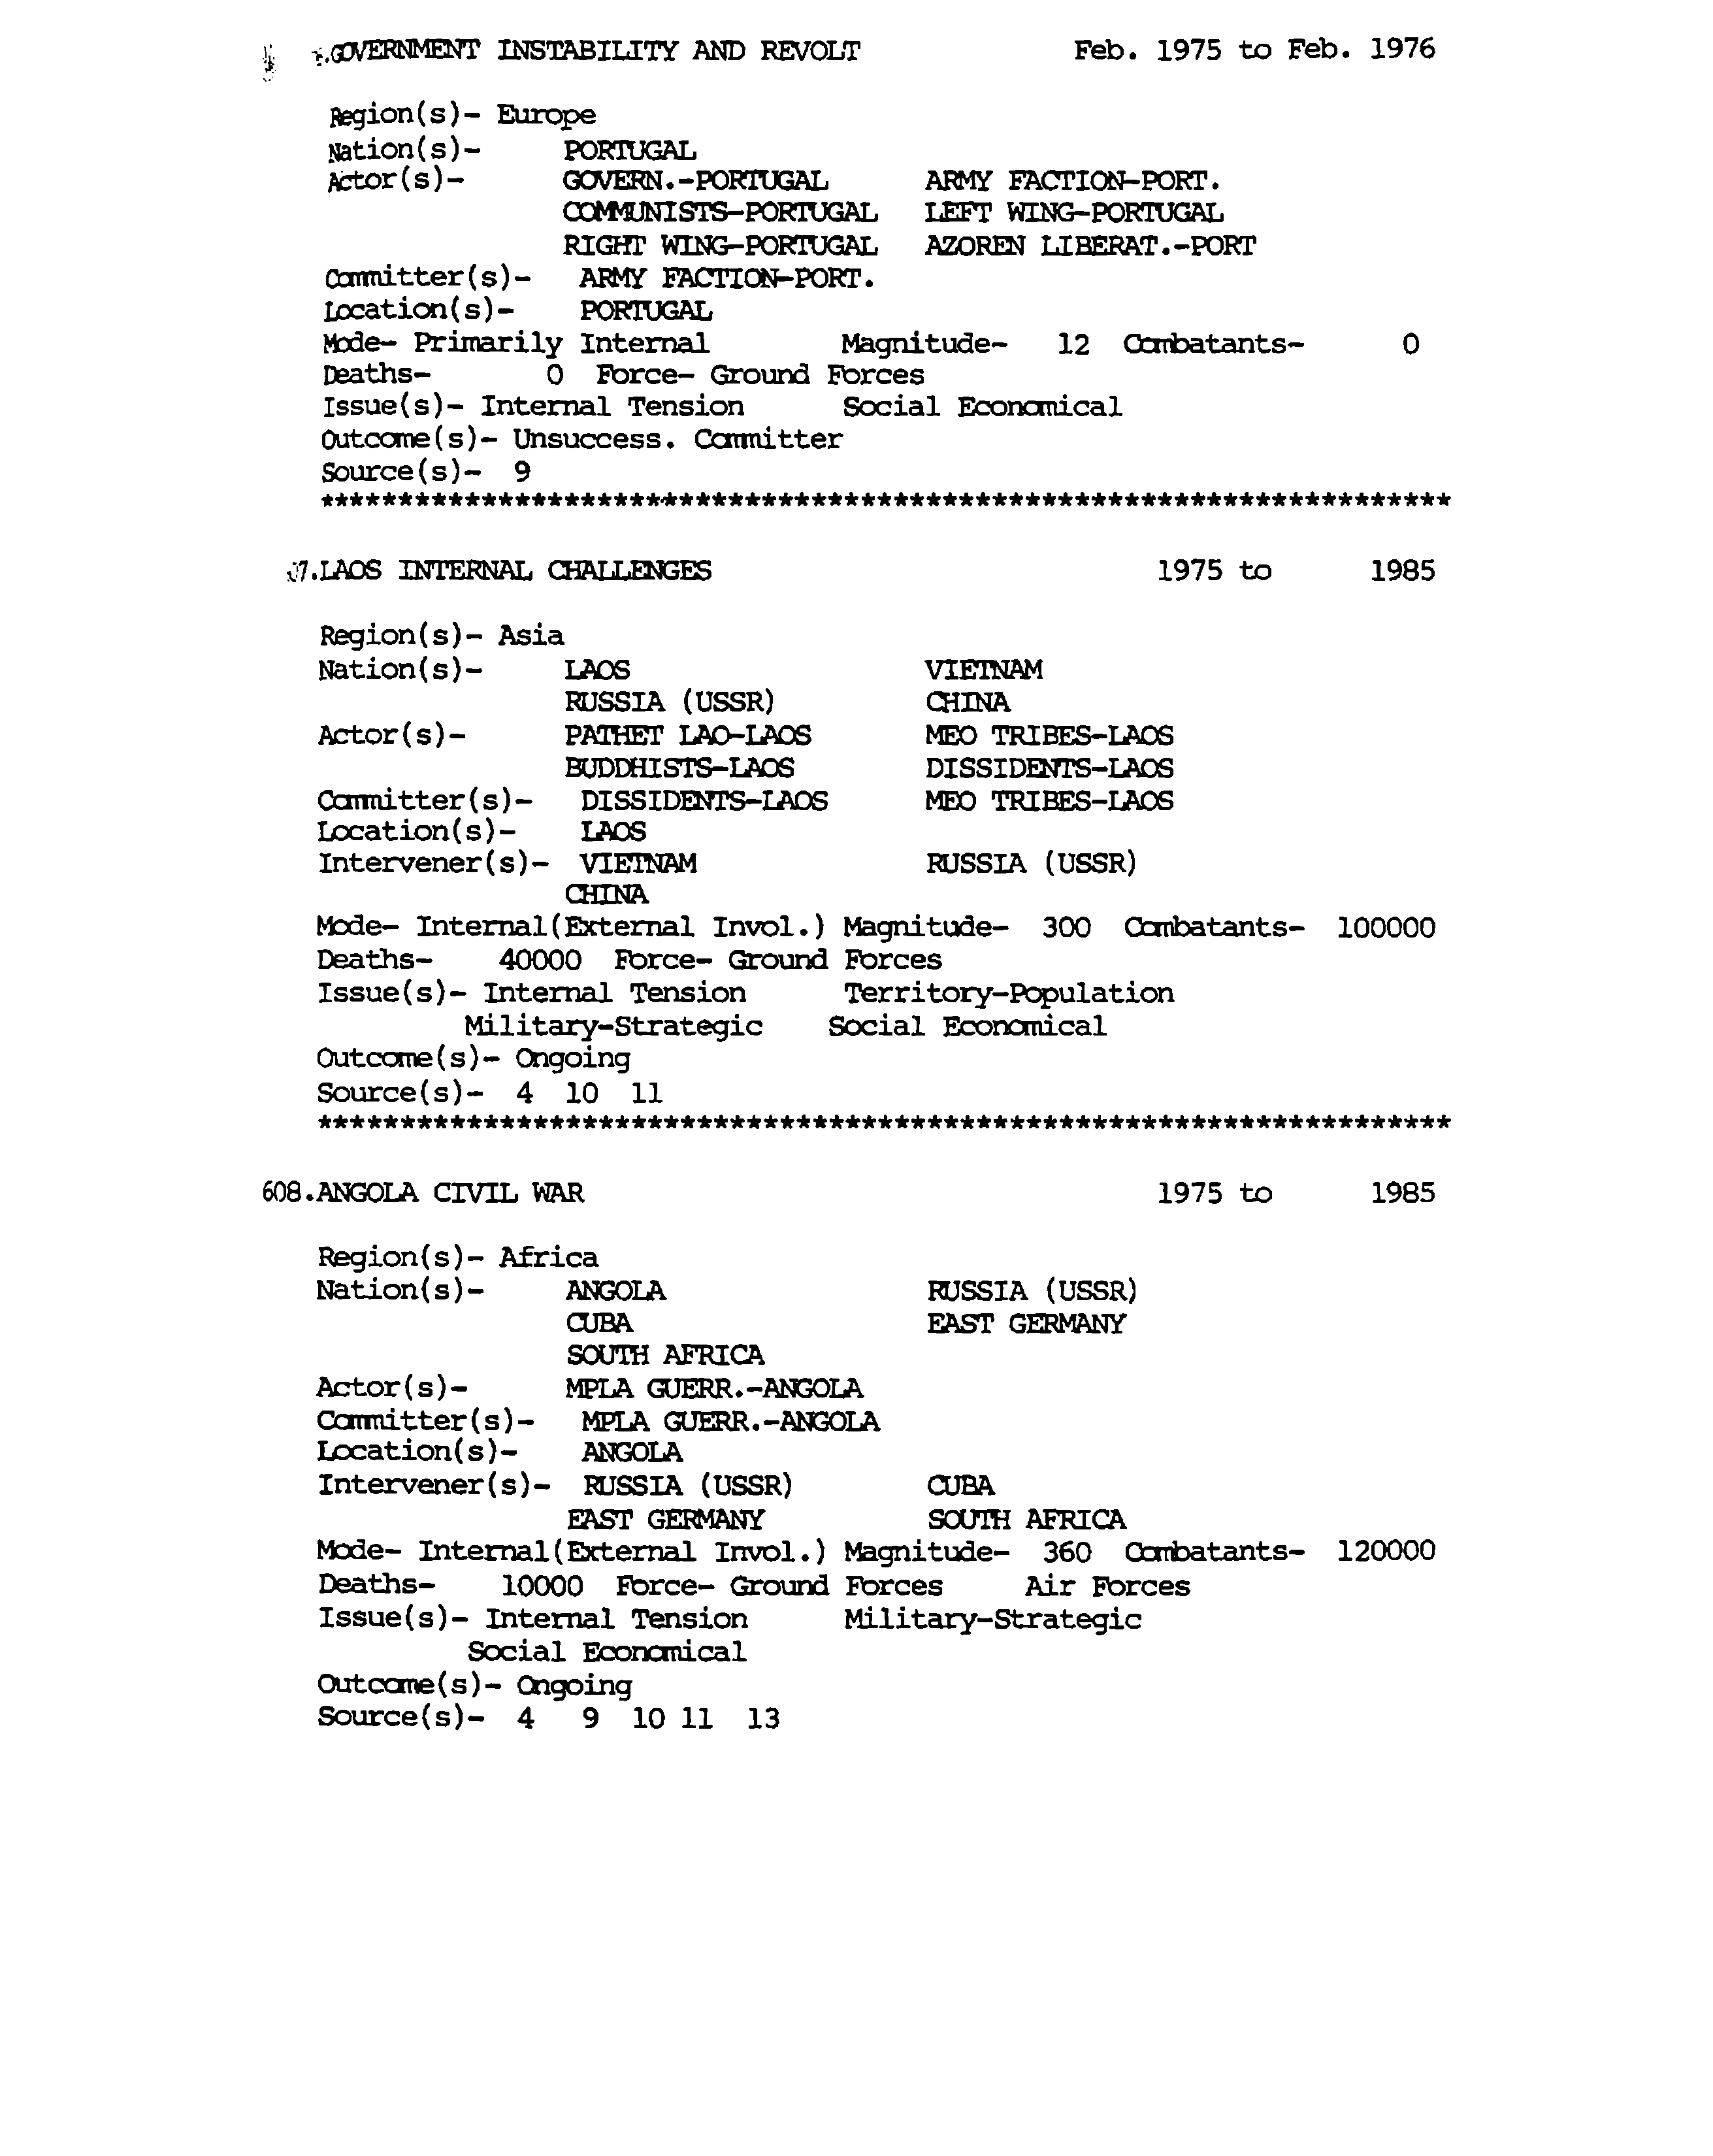 .GOVERNMENT INSTABILITY AND REVOLT Feb. 1975 to Feb. 1976
Region(s)- Europe
Nation(s)- PORTUGAL
Actor(s)- GOVERN.-PORTUGAL ARMY FACTION-PORT.
COMMUNISTS-PORTUGAL LEFT WING-PORTUGAL
RIGHT WING-PORTUGAL AZOREN LIBERAT.-PORT
Committer(s)- ARMY FACTION-PORT.
Location(s)- PORTUGAL
Mode- Primarily Internal Magnitude- 12 Combatants- 0
Deaths- 0 Force- Ground Forces
Issue(s)- Internal Tension Social Economical
Outcome(s)- Unsuccess. Committer
Source(s)- 9
*********************************************************************
7.LAOS INTERNAL CHALLENGES 1975 to 1985
Region(s)- Asia
Nation(s)- LAOS VIETNAM
RUSSIA (USSR) CHINA
Actor(s)- PATHET LAO-LAOS MEO TRIBES-LAOS
BUDDHISTS-LAOS DISSIDENTS-LAOS
Committer(s)- DISSIDENTS-LAOS MEO TRIBES-LAOS
Location(s)- LAOS
Intervener(s)- VIETNAM RUSSIA (USSR)
CHINA
Mode- Internal(External Invol.) Magnitude- 300 Combatants- 100000
Deaths- 40000 Force- Ground Forces
Issue(s)- Internal Tension Territory-Population
Military-Strategic Social Economical
Outcome(s)- Ongoing
Source(s)- 4 10 11
*********************************************************************
608.ANGOLA CIVIL WAR 1975 to 1985
Region(s)- Africa
Nation(s)- ANGOLA RUSSIA (USSR)
CUBA EAST GERMANY
SOUTH AFRICA
Actor(s)- MPLA GUERR.-ANGOLA
Committer(s)- MPLA GUERR.-ANGOLA
Location(s)- ANGOLA
Intervener(s)- RUSSIA (USSR) CUBA
EAST GERMANY SOUTH AFRICA
Mode- Internal(External Invol.) Magnitude- 360 Combatants- 120000
Deaths- 10000 Force- Ground Forces Air Forces
Issue(s)- Internal Tension Military-Strategic
Social Economical
Outcome(s)- Ongoing
Source(s)- 4 9 10 11 13